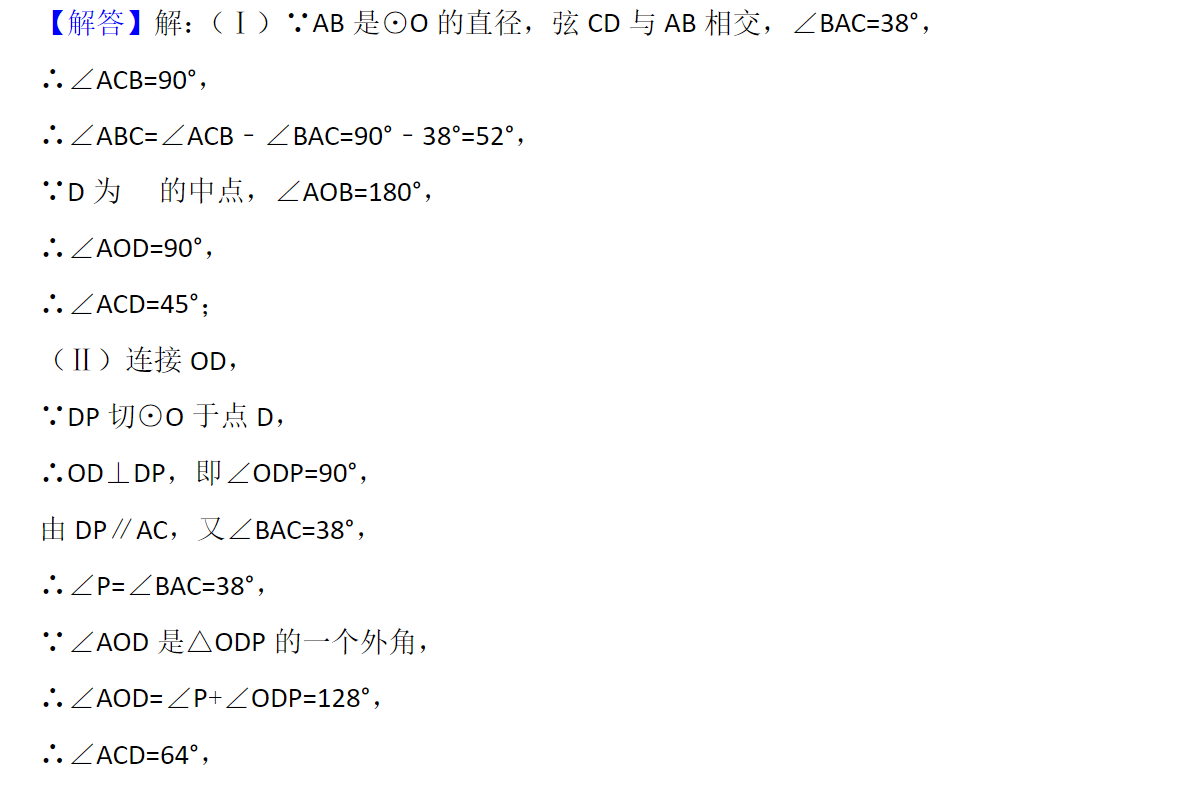 【解答】解：（Ⅰ）∵AB 是⊙O 的直径，弦 CD 与 AB 相交，∠BAC=38°，
∴∠ACB=90°，
∴∠ABC=∠ACB﹣∠BAC=90°﹣38°=52°，
∵D 为 的中点，∠AOB=180°，
∴∠AOD=90°，
∴∠ACD=45°；
（Ⅱ）连接 OD，
∵DP 切⊙O 于点 D，
∴OD⊥DP，即∠ODP=90°，
由 DP∥AC，又∠BAC=38°，
∴∠P=∠BAC=38°，
∵∠AOD 是△ODP 的一个外角，
∴∠AOD=∠P+∠ODP=128°，
∴∠ACD=64°，